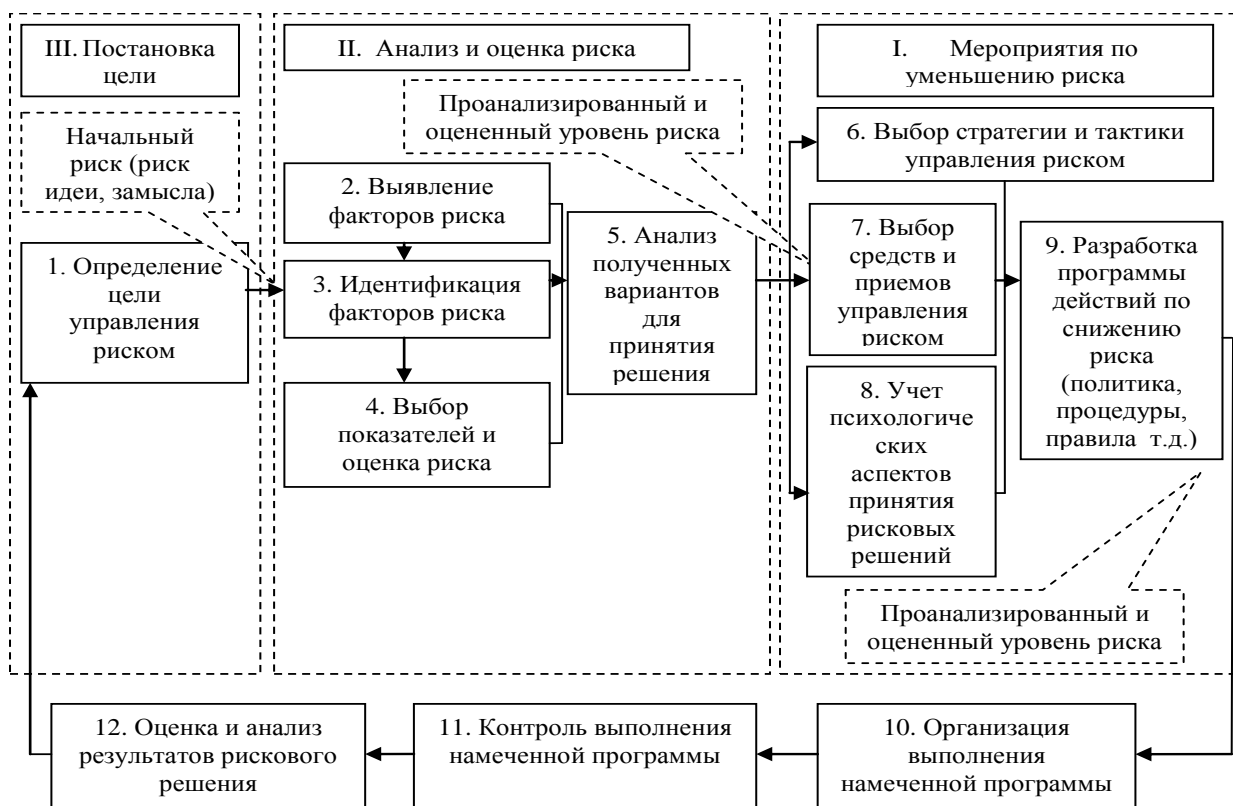 III. Постановка
цели
II. Анализ и оценка риска
I. Мероприятия по
уменьшению риска
Начальный
риск (риск
идеи, замысла)
Проанализированный и
оцененный уровень риска
1. Определение
цели
управления
риском
2. Выявление
факторов риска
3. Идентификация
факторов риска
4. Выбор
показателей и
оценка риска
5. Анализ
полученных
вариантов
для
принятия
решения
6. Выбор стратегии и тактики
управления риском
7. Выбор
средств и
приемов
управления
риском
8. Учет
психологиче
ских
аспектов
принятия
рисковых
решений
9. Разработка
программы
действий по
снижению
риска
(политика,
процедуры,
правила т.д.)
Проанализированный и
оцененный уровень риска
12. Оценка и анализ
результатов рискового
решения
11. Контроль выполнения
намеченной программы
10. Организация
выполнения
намеченной программы